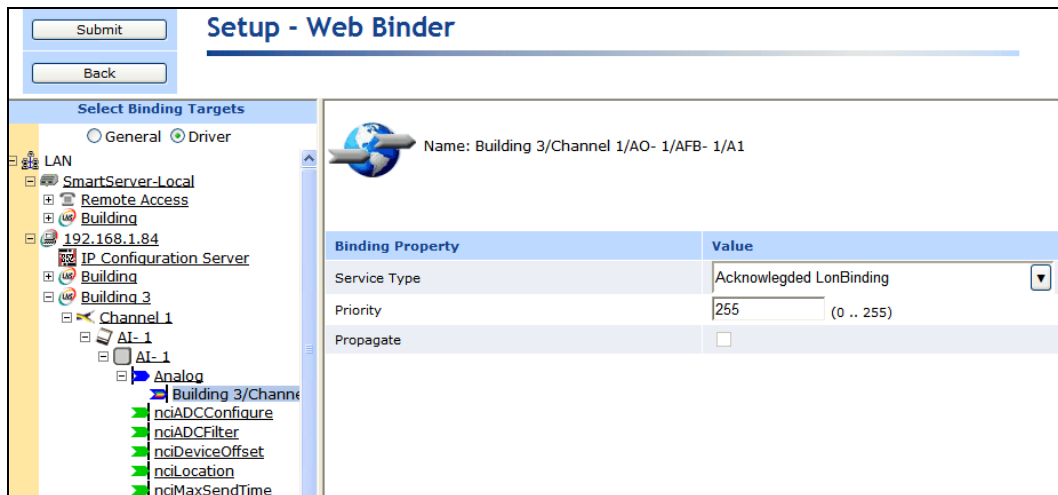 Submit
Setup - Web Binder
Back
Select Binding Targets
General Driver
LAN
SmartServer-Local
Remote Access
Building
192.168.1.84
IP Configuration Server
Building
Building 3
Channel 1
AI- 1
AI- 1
Analog
Building 3/Channe
nciADCConfigure
nciADCFilter
nciDeviceOffset
nciLocation
nciMaxSendTime
Name: Building 3/Channel 1/AO- 1/AFB- 1/A1
Binding Property Value
Service Type Acknowlegded LonBinding
Priority 255 (0 .. 255)
Propagate